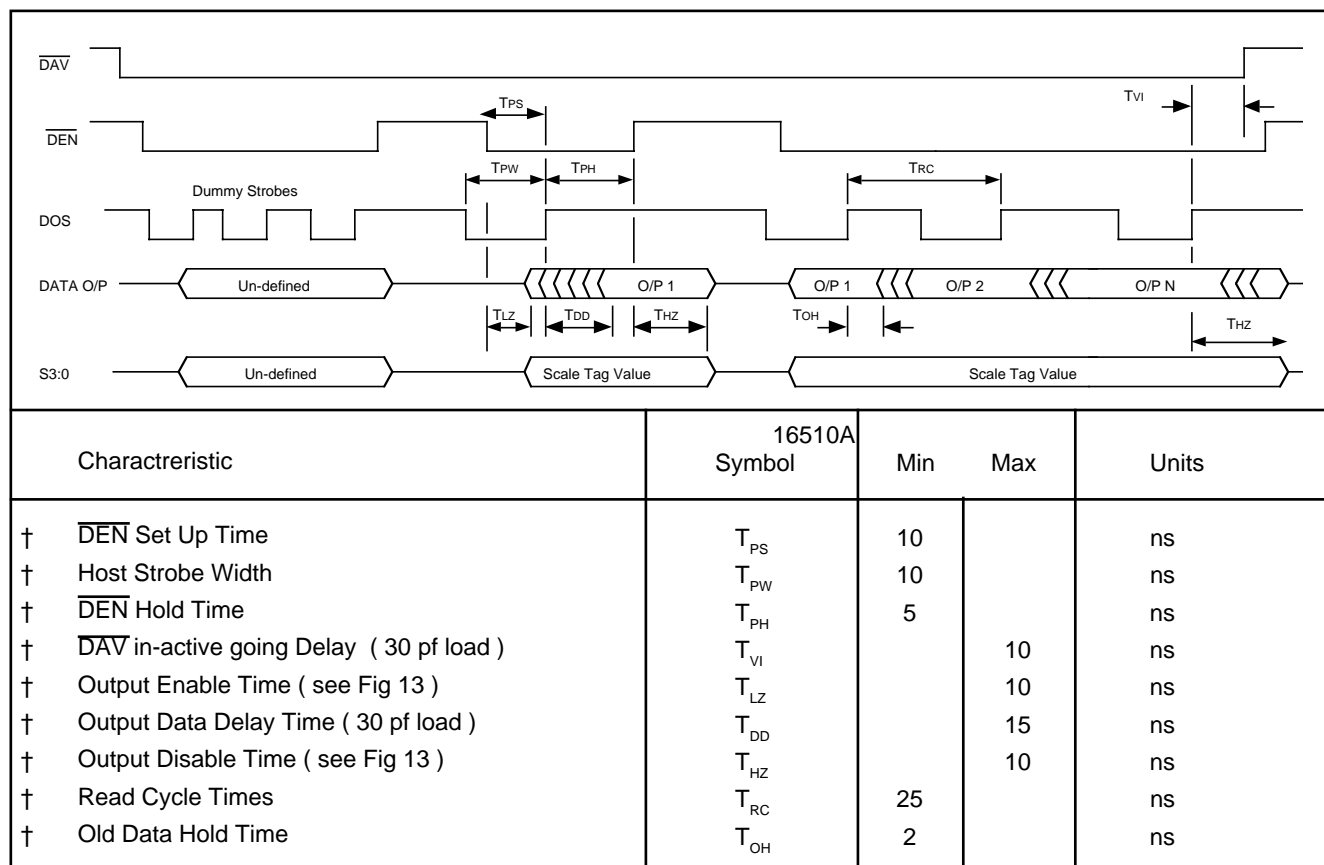 DAV
TVI
TPS
DEN
TPW TPH TRC
Dummy Strobes
DOS
DATA O/P Un-defined O/P 1 O/P 1 O/P 2 O/P N
TLZ TDD THZ TOH THZ
S3:0 Un-defined Scale Tag Value Scale Tag Value
Charactreristic 16510A Symbol Min Max Units
† DEN Set Up Time TPS 10 ns
† Host Strobe Width TPW 10 ns
† DEN Hold Time TPH 5 ns
† DAV in-active going Delay ( 30 pf load ) TVI 10 ns
† Output Enable Time ( see Fig 13 ) TLZ 10 ns
† Output Data Delay Time ( 30 pf load ) TDD 15 ns
† Output Disable Time ( see Fig 13 ) THZ 10 ns
† Read Cycle Times TRC 25 ns
† Old Data Hold Time TOH 2 ns